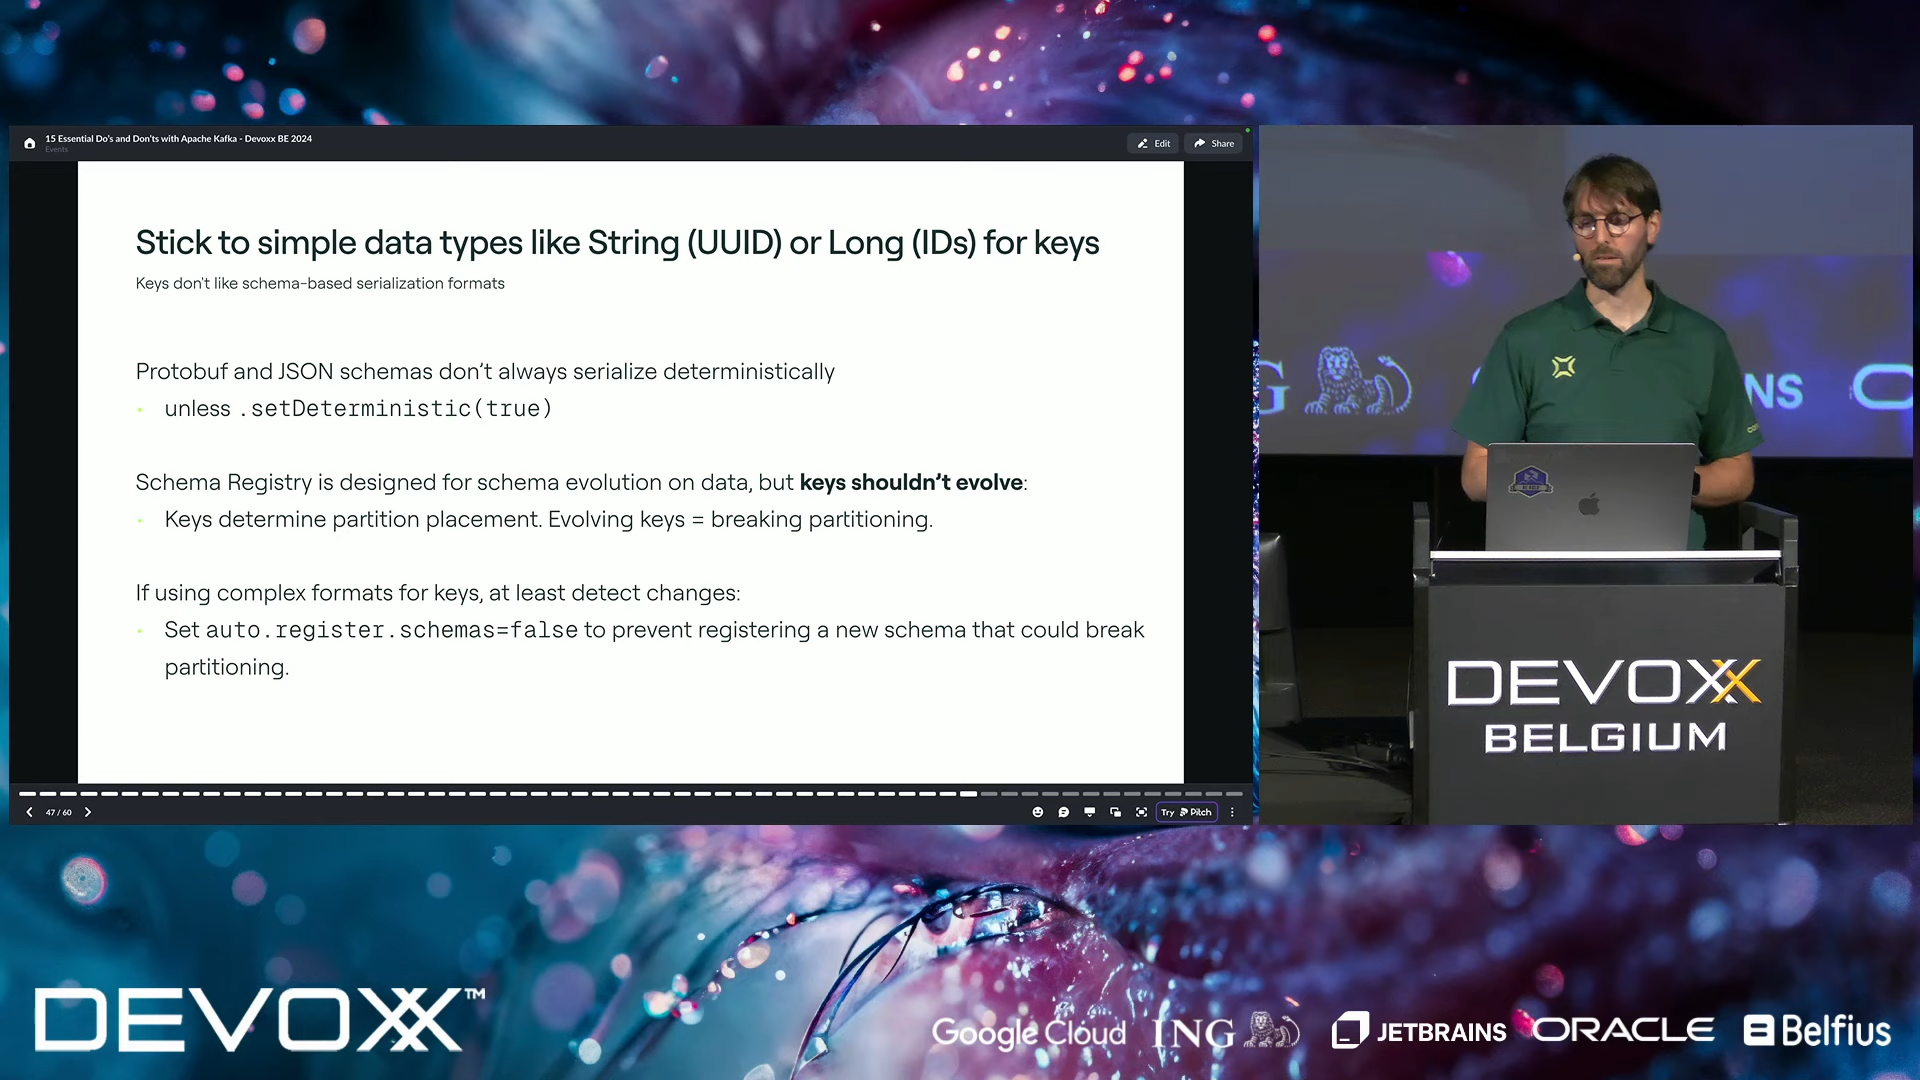 15 Essential Do's and Don'ts with Apache Kafka - Devoxx BE 2024
Events
Edit
Share
Stick to simple data types like String (UUID) or Long (IDs) for keys
Keys don't like schema-based serialization formats
Protobuf and JSON schemas don't always serialize deterministically
unless .setDeterministic(true)
Schema Registry is designed for schema evolution on data, but keys shouldn't evolve:
Keys determine partition placement. Evolving keys = breaking partitioning.
If using complex formats for keys, at least detect changes:
Set auto.register.schemas=false to prevent registering a new schema that could break
partitioning.
47 / 60
Try Pitch
G
NS
DEVOXX
BELGIUM
DEVOXX™
Google Cloud
ING
JETBRAINS
ORACLE
Belfius